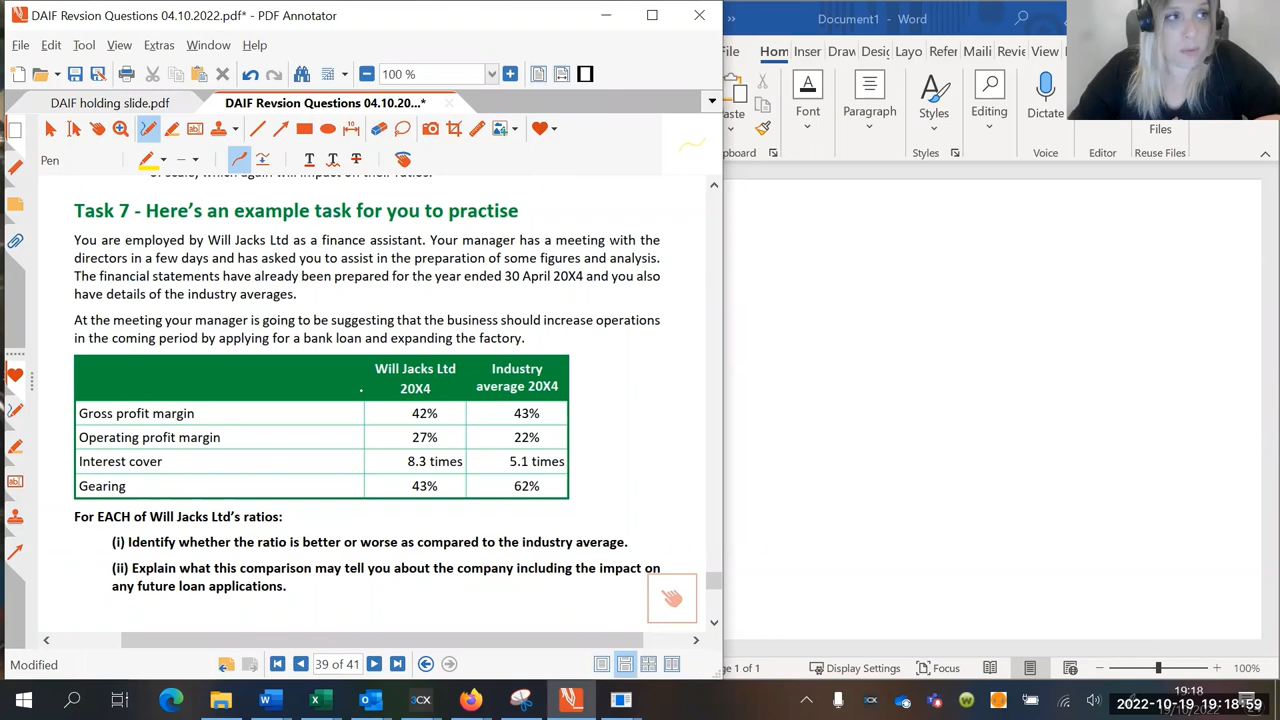 DAIF Revision Questions 04.10.2022.pdf* - PDF Annotator
File Edit Tool View Extras Window Help
100 %
DAIF holding slide.pdf
DAIF Revsion Questions 04.10.20...*
Pen
Task 7 - Here's an example task for you to practise
You are employed by Will Jacks Ltd as a finance assistant. Your manager has a meeting with the
directors in a few days and has asked you to assist in the preparation of some figures and analysis.
The financial statements have already been prepared for the year ended 30 April 20X4 and you also
have details of the industry averages.
At the meeting your manager is going to be suggesting that the business should increase operations
in the coming period by applying for a bank loan and expanding the factory.
Will Jacks Ltd 20X4
Industry average 20X4
Gross profit margin 42% 43%
Operating profit margin 27% 22%
Interest cover 8.3 times 5.1 times
Gearing 43% 62%
For EACH of Will Jacks Ltd's ratios:
(i) Identify whether the ratio is better or worse as compared to the industry average.
(ii) Explain what this comparison may tell you about the company including the impact on
any future loan applications.
39 of 41
Modified
Document1 - Word
File Hom Inser Draw Desig Layo Refer Maili Revie View
Paste Font Paragraph Styles Editing Dictate
Files
Clipboard Styles Voice Editor Reuse Files
1 of 1 Display Settings Focus 100%
19:18
2022-10-19 19:18:59